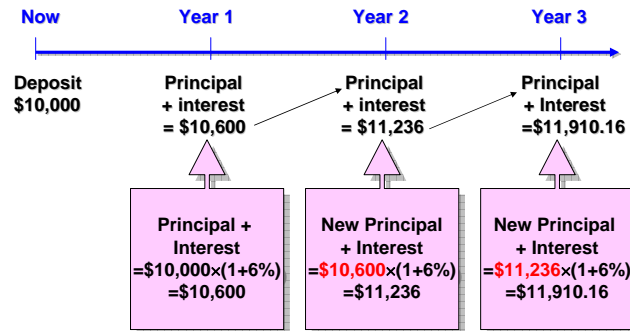 Now
Year 1
Year 2
Year 3
Deposit
$10,000
Principal
+ interest
= $10,600
Principal
+ interest
= $11,236
Principal
+ Interest
=$11,910.16
Principal +
Interest
=$10,000×(1+6%)
=$10,600
New Principal
+ Interest
=$10,600×(1+6%)
=$11,236
New Principal
+ Interest
=$11,236×(1+6%)
=$11,910.16